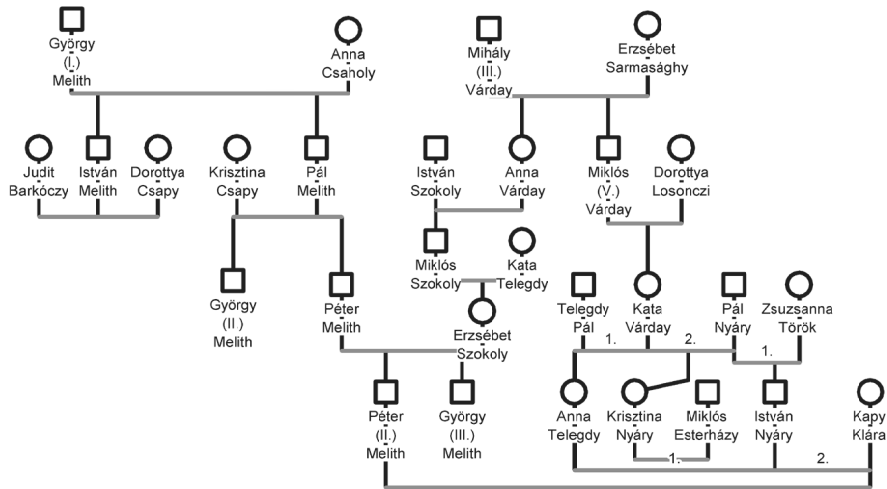 György
(I.)
Melith
Anna
Csaholy
Mihály
(III.)
Várday
Erzsébet
Sarmasághy
Judit
Barkóczy
István
Melith
Dorottya
Csapy
Krisztina
Csapy
Pál
Melith
István
Szokoly
Anna
Várday
Miklós
(V.)
Várday
Dorottya
Losonczi
György
(II.)
Melith
Péter
Melith
Miklós
Szokoly
Kata
Telegdy
Erzsébet
Szokoly
Telegdy
Pál
Kata
Várday
Pál
Nyáry
Zsuzsanna
Török
1.
2.
1.
Péter
(II.)
Melith
György
(III.)
Melith
Anna
Telegdy
Krisztina
Nyáry
Miklós
Esterházy
István
Nyáry
Kapy
Klára
1.
2.